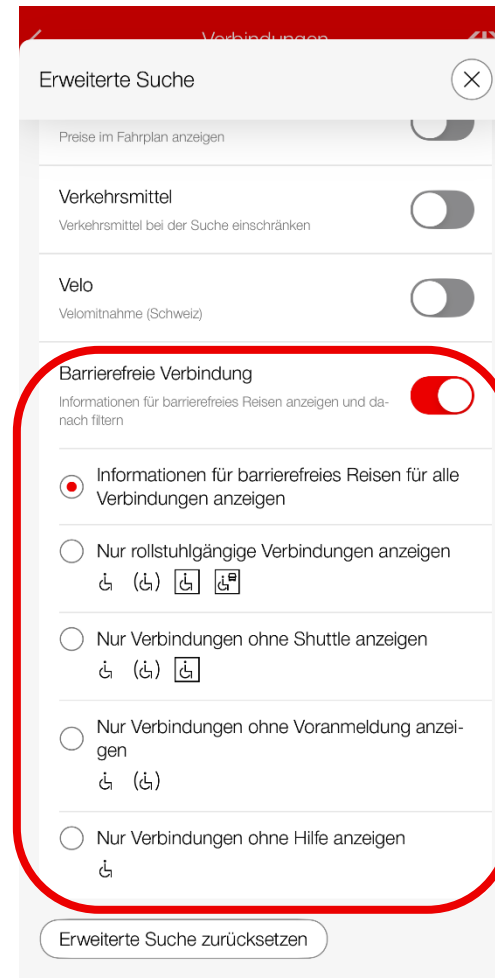 Verbindungen
Erweiterte Suche
Preise im Fahrplan anzeigen
Verkehrsmittel
Verkehrsmittel bei der Suche einschränken
Velo
Velomitnahme (Schweiz)
Barrierefreie Verbindung
Informationen für barrierefreies Reisen anzeigen und da-
nach filtern
Informationen für barrierefreies Reisen für alle
Verbindungen anzeigen
Nur rollstuhlgängige Verbindungen anzeigen
Nur Verbindungen ohne Shuttle anzeigen
Nur Verbindungen ohne Voranmeldung anzei-
gen
Nur Verbindungen ohne Hilfe anzeigen
Erweiterte Suche zurücksetzen